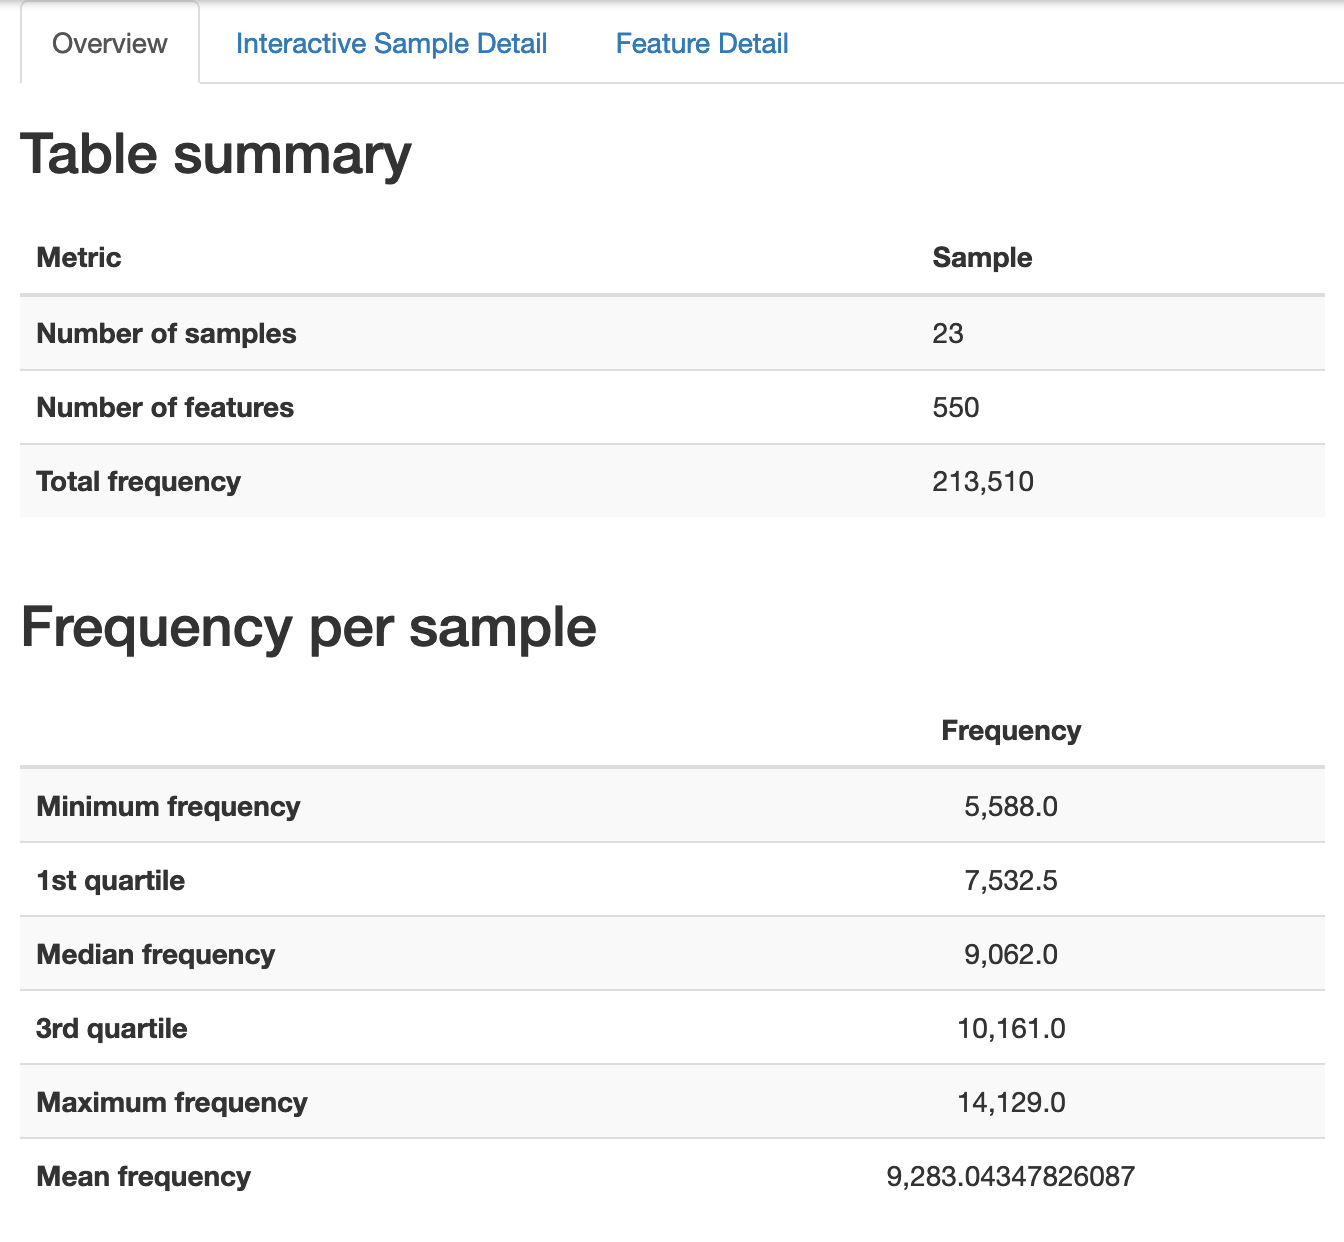 Overview Interactive Sample Detail Feature Detail
Table summary
Metric Sample
Number of samples 23
Number of features 550
Total frequency 213,510
Frequency per sample
Frequency
Minimum frequency 5,588.0
1st quartile 7,532.5
Median frequency 9,062.0
3rd quartile 10,161.0
Maximum frequency 14,129.0
Mean frequency 9,283.04347826087